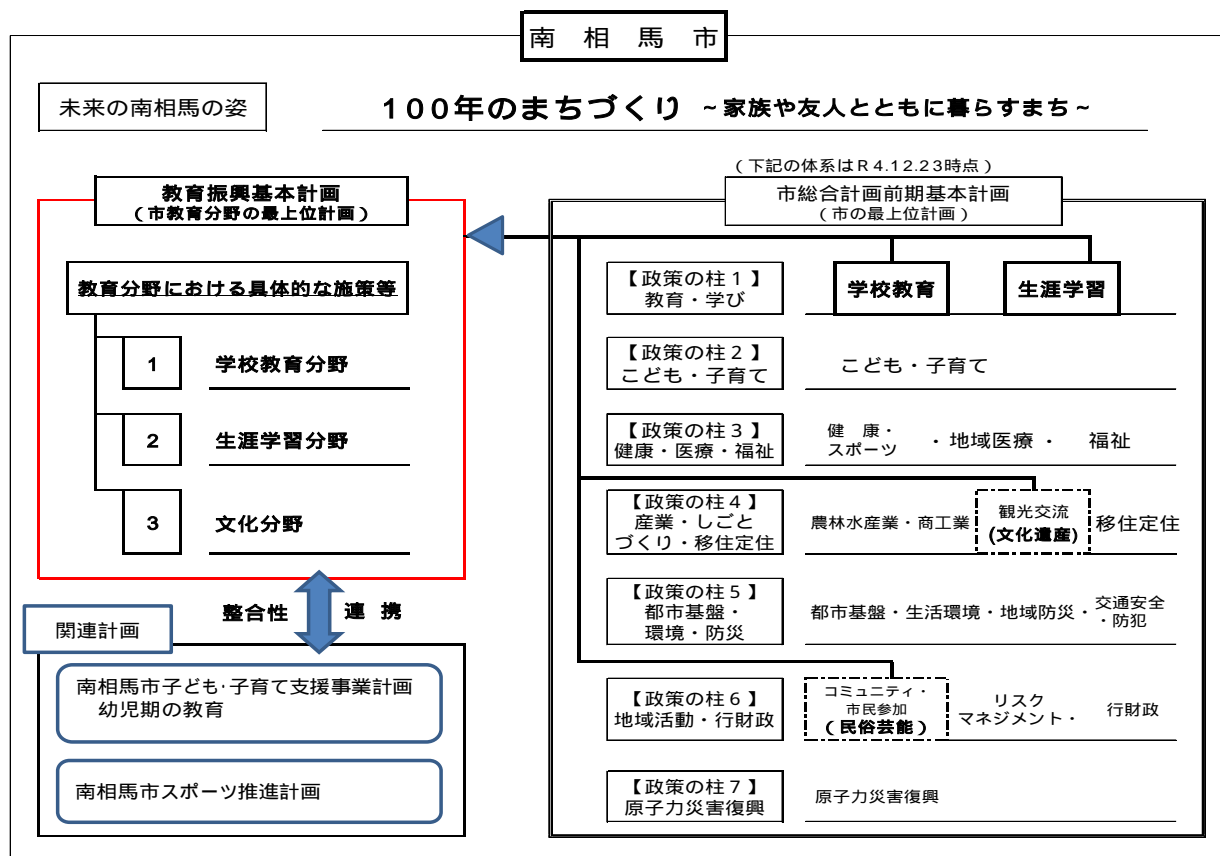 南 相 馬 市
未来の南相馬の姿
100年のまちづくり ~家族や友人とともに暮らすまち~
(下記の体系はR4.12.23時点)
教育振興基本計画
(市教育分野の最上位計画)
教育分野における具体的な施策等
1 学校教育分野
2 生涯学習分野
3 文化分野
整合性 連 携
関連計画
南相馬市子ども・子育て支援事業計画
幼児期の教育
南相馬市スポーツ推進計画
市総合計画前期基本計画
(市の最上位計画)
【政策の柱1】
教育・学び
学校教育
生涯学習
【政策の柱2】
こども・子育て
こども・子育て
【政策の柱3】
健康・医療・福祉
健 康・
スポーツ
・地域医療・ 福祉
【政策の柱4】
産業・しごと
づくり・移住定住
農林水産業・商工業
観光交流
(文化遺産)
移住定住
【政策の柱5】
都市基盤・
環境・防災
都市基盤・生活環境・地域防災・
交通安全
・防犯
【政策の柱6】
地域活動・行財政
コミュニティ・
市民参加
(民俗芸能)
リスク
マネジメント・
行財政
【政策の柱7】
原子力災害復興
原子力災害復興